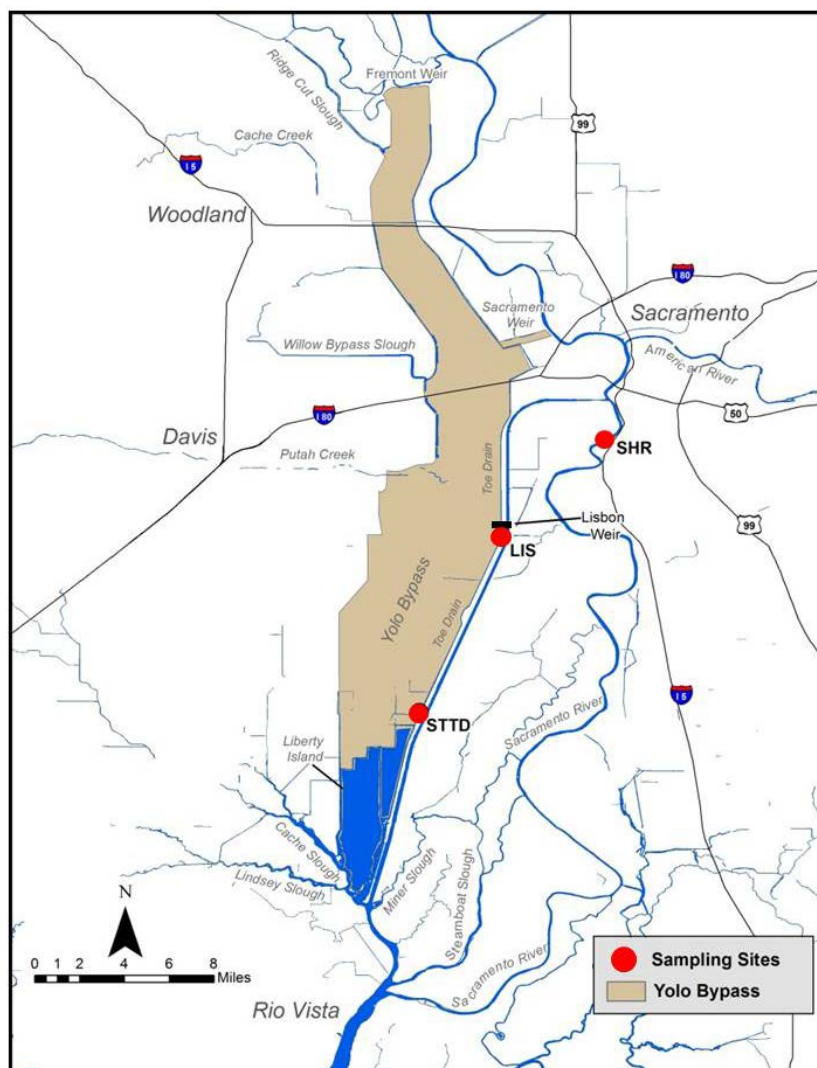 Fremont Weir
Ridge Cut Slough
99
Cache Creek
I 5
Woodland
I 80
Sacramento
Weir
Sacramento
Willow Bypass Slough
American River
I 80
50
Davis
SHR
Putah Creek
Toe Drain
Lisbon
Weir
99
LIS
Yolo Bypass
Toe Drain
I 5
STTD
Sacramento River
Liberty
Island
Cache Slough
Lindsey Slough
Miner Slough
Steamboat Slough
N
0 1 2 4 6 8
Miles
Sacramento River
Rio Vista
Sampling Sites
Yolo Bypass